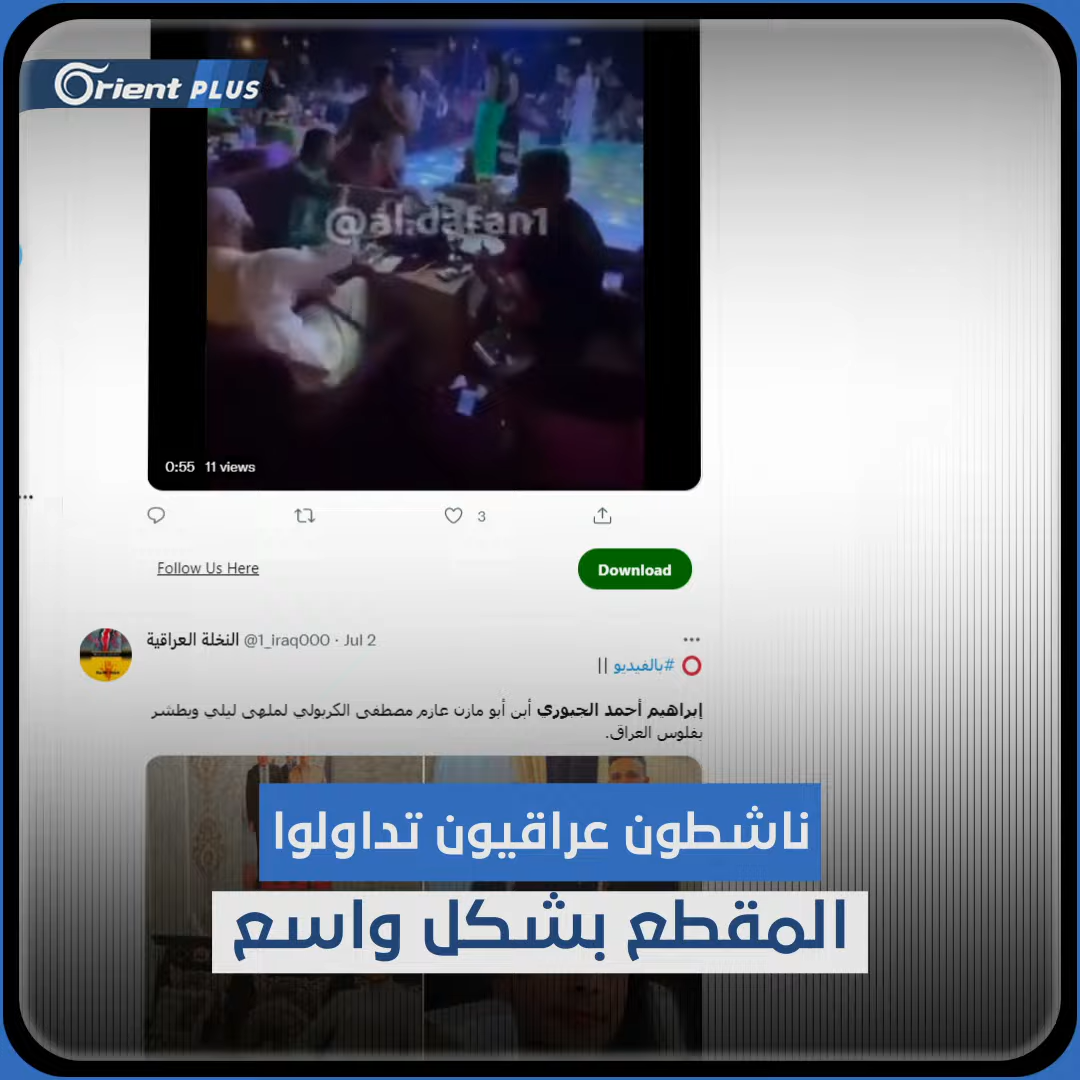 Orient PLUS
@al.dafan1
0:55 11 views
3
Follow Us Here
Download
النخلة العراقية @1_iraq000 · Jul 2
#بالفيديو ||
إبراهيم أحمد الجبوري أبن أبو مازن عازم مصطفى الكربولي لملهى ليلي ويطشر
بفلوس العراق.
ناشطون عراقيون تداولوا
المقطع بشكل واسع